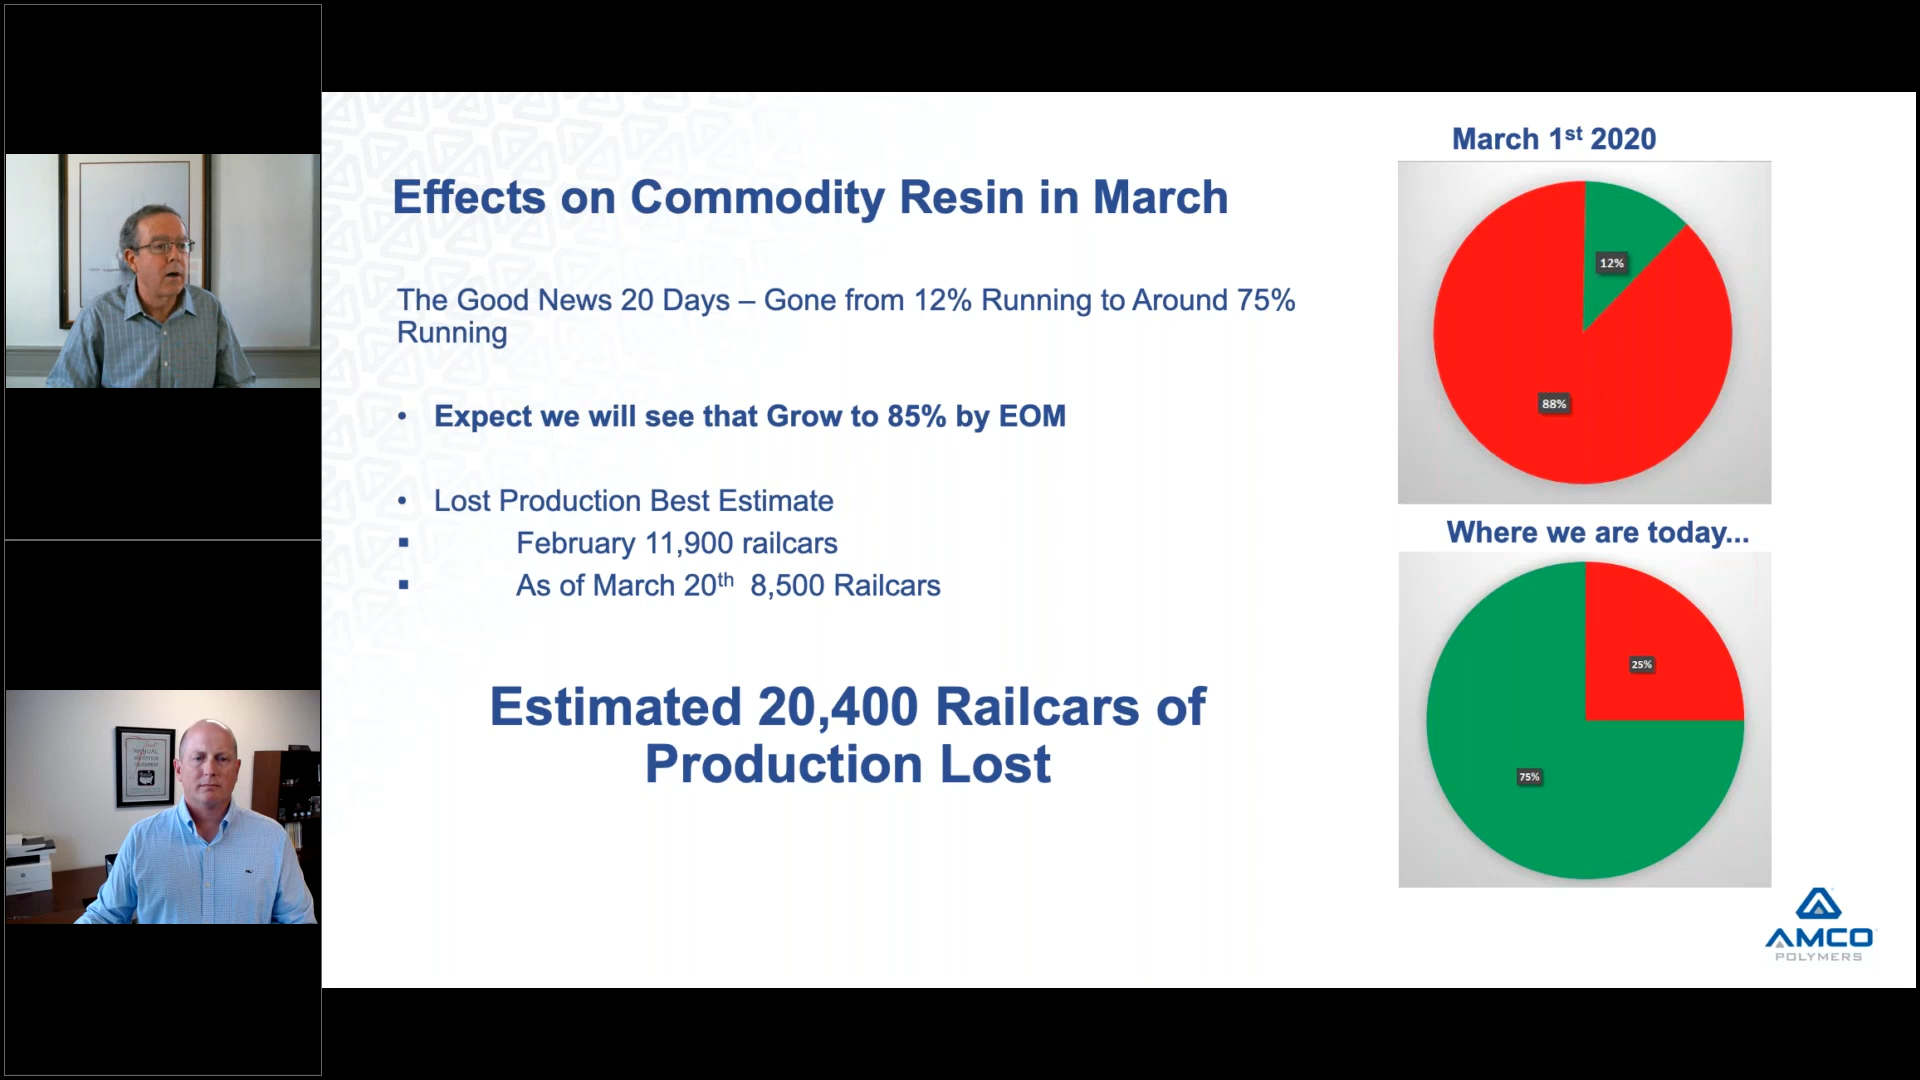 Effects on Commodity Resin in March
The Good News 20 Days – Gone from 12% Running to Around 75%
Running
• Expect we will see that Grow to 85% by EOM
• Lost Production Best Estimate
▪ February 11,900 railcars
▪ As of March 20th 8,500 Railcars
Estimated 20,400 Railcars of
Production Lost
March 1st 2020
12%
88%
Where we are today...
25%
75%
AMCO
POLYMERS
ANNUAL